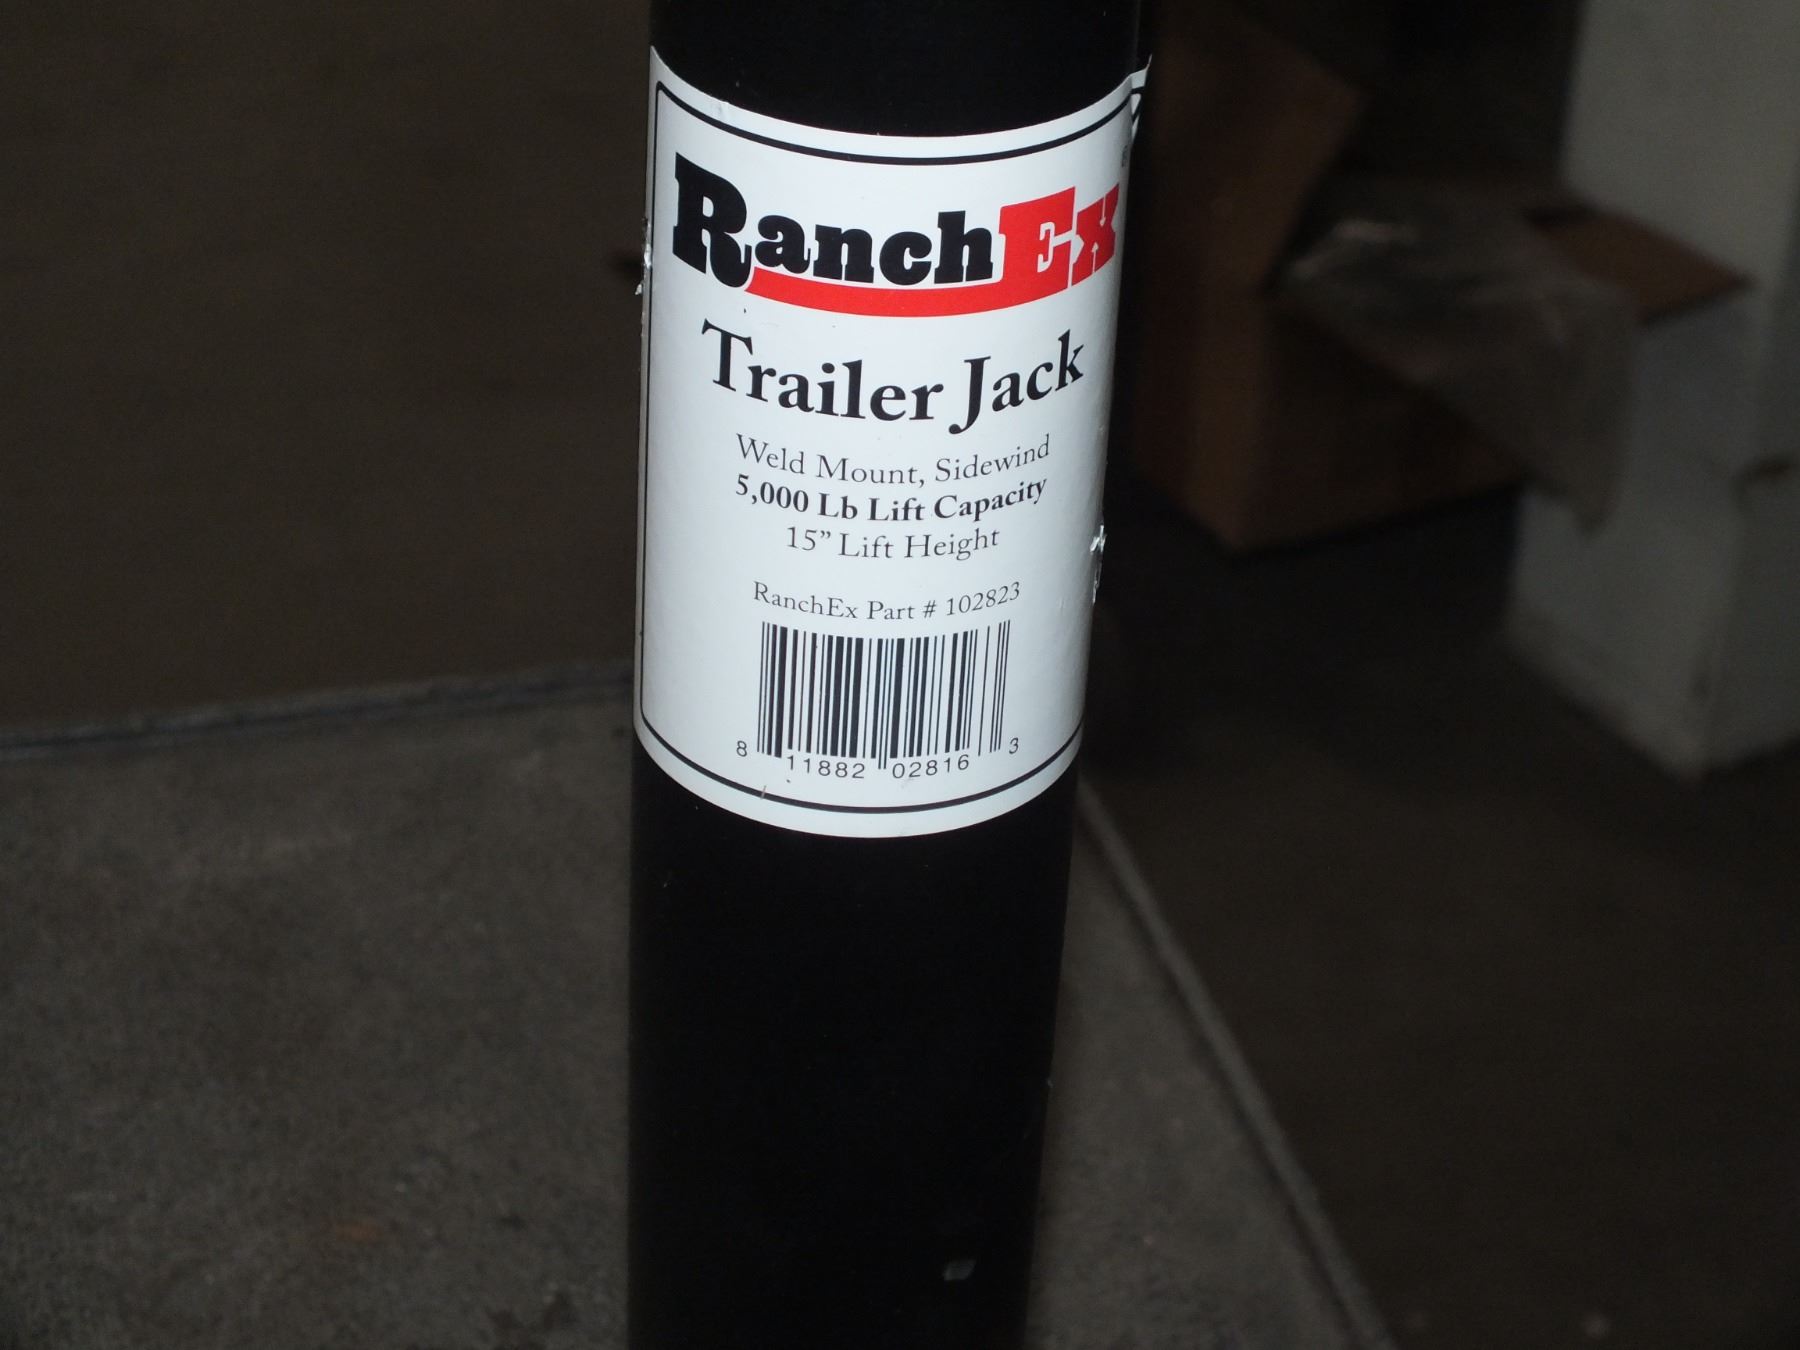 RanchEx
Trailer Jack
Weld Mount, Sidewind
5,000 Lb Lift Capacity
15” Lift Height
RanchEx Part # 102823
8 11882 02816 3